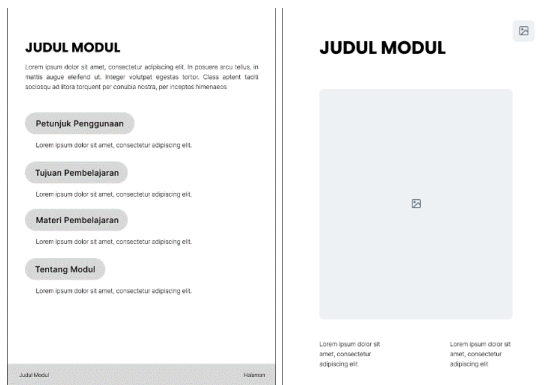 JUDUL MODUL
Lorem ipsum dolor sit amet, consectetur adipiscing elit. In posuere arcu tellus, in
mattis augue eleifend ut. Integer volutpat egestas tortor. Class aptent taciti
sociosqu ad litora torquent per conubia nostra, per inceptos himenaeos
Petunjuk Penggunaan
Lorem ipsum dolor sit amet, consectetur adipiscing elit.
Tujuan Pembelajaran
Lorem ipsum dolor sit amet, consectetur adipiscing elit.
Materi Pembelajaran
Lorem ipsum dolor sit amet, consectetur adipiscing elit.
Tentang Modul
Lorem ipsum dolor sit amet, consectetur adipiscing elit.
Judul Modul
Halaman
JUDUL MODUL
Lorem ipsum dolor sit
amet, consectetur
adipiscing elit
Lorem ipsum dolor sit
amet, consectetur
adipiscing elit